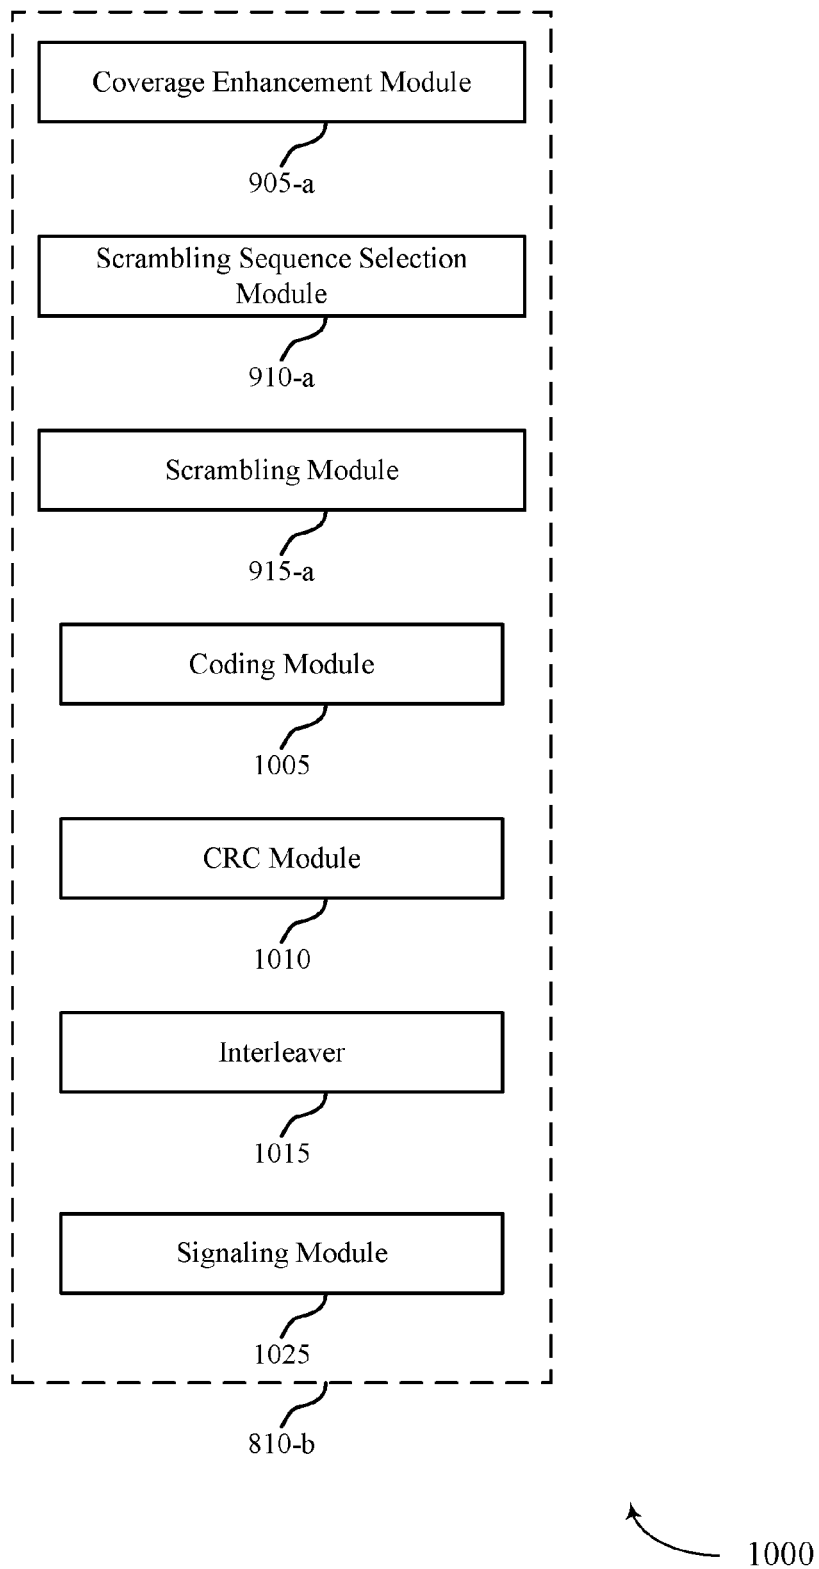 Coverage Enhancement Module
905-a
Scrambling Sequence Selection
Module
910-a
Scrambling Module
915-a
Coding Module
1005
CRC Module
1010
Interleaver
1015
Signaling Module
1025
810-b
1000